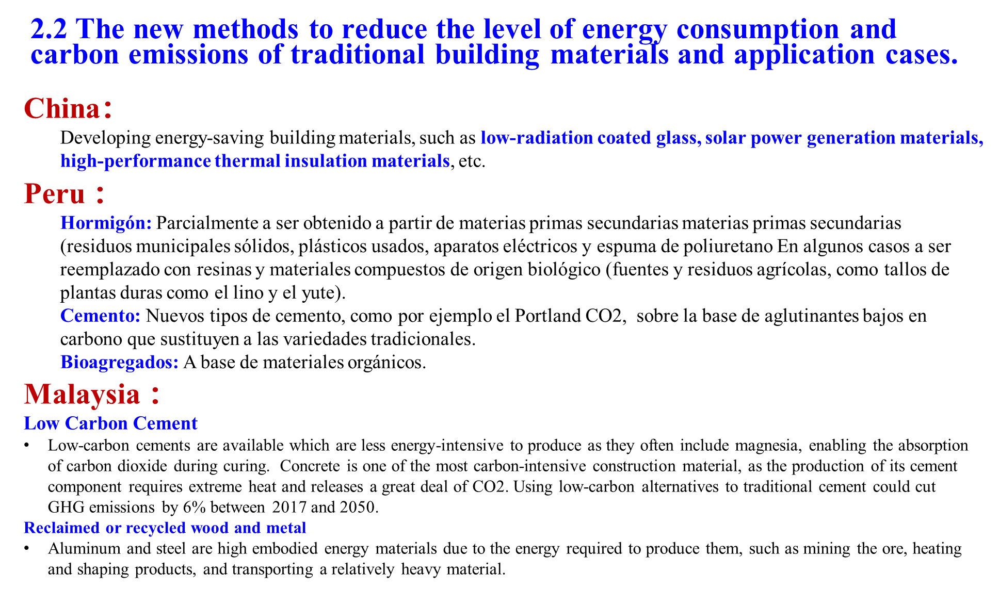 2.2 The new methods to reduce the level of energy consumption and
carbon emissions of traditional building materials and application cases.
China：
Developing energy-saving building materials, such as low-radiation coated glass, solar power generation materials,
high-performance thermal insulation materials, etc.
Peru：
Hormigón: Parcialmente a ser obtenido a partir de materias primas secundarias materias primas secundarias
(residuos municipales sólidos, plásticos usados, aparatos eléctricos y espuma de poliuretano En algunos casos a ser
reemplazado con resinas y materiales compuestos de origen biológico (fuentes y residuos agrícolas, como tallos de
plantas duras como el lino y el yute).
Cemento: Nuevos tipos de cemento, como por ejemplo el Portland CO2, sobre la base de aglutinantes bajos en
carbono que sustituyen a las variedades tradicionales.
Bioagregados: A base de materiales orgánicos.
Malaysia：
Low Carbon Cement
• Low-carbon cements are available which are less energy-intensive to produce as they often include magnesia, enabling the absorption
of carbon dioxide during curing. Concrete is one of the most carbon-intensive construction material, as the production of its cement
component requires extreme heat and releases a great deal of CO2. Using low-carbon alternatives to traditional cement could cut
GHG emissions by 6% between 2017 and 2050.
Reclaimed or recycled wood and metal
• Aluminum and steel are high embodied energy materials due to the energy required to produce them, such as mining the ore, heating
and shaping products, and transporting a relatively heavy material.